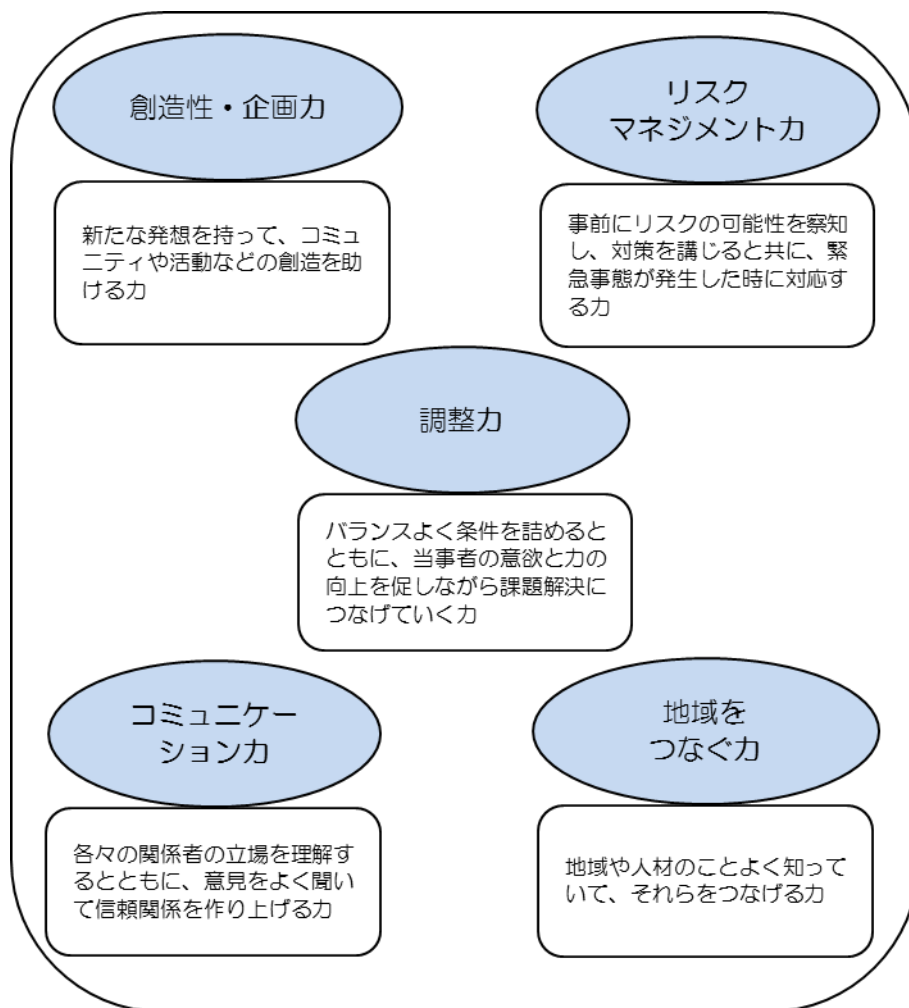 創造性・企画力
新たな発想を持って、コミュ
ニティや活動などの創造を助
ける力
リスク
マネジメント力
事前にリスクの可能性を察知
し、対策を講じると共に、緊
急事態が発生した時に対応す
る力
調整力
バランスよく条件を詰めると
ともに、当事者の意欲と力の
向上を促しながら課題解決に
つなげていく力
コミュニケー
ション力
各々の関係者の立場を理解す
るとともに、意見をよく聞い
て信頼関係を作り上げる力
地域を
つなぐ力
地域や人材のことよく知って
いて、それらをつなげる力